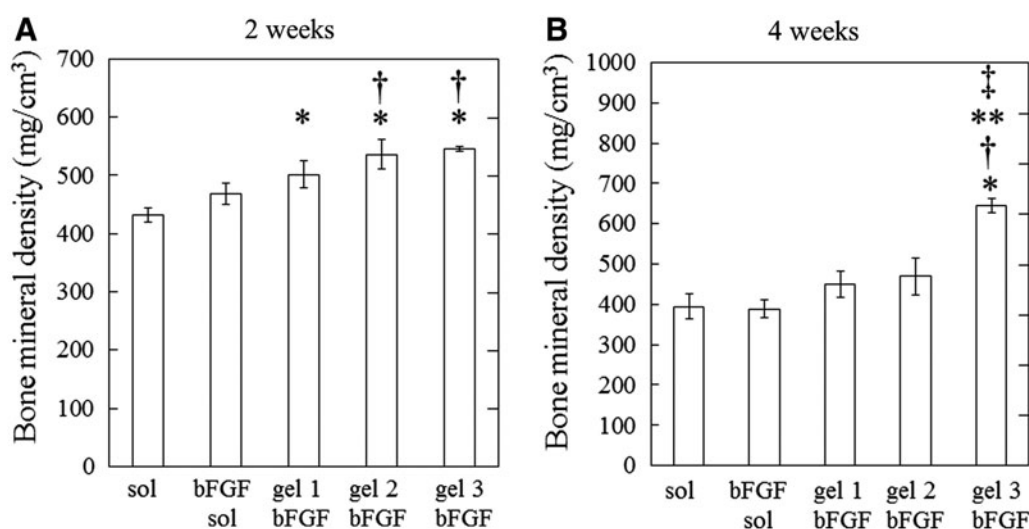 A
2 weeks
Bone mineral density (mg/cm³)
700
600
500
400
300
200
100
0
†
*
†
*
*
sol
bFGF
sol
gel 1
bFGF
gel 2
bFGF
gel 3
bFGF
B
4 weeks
Bone mineral density (mg/cm³)
1000
900
800
700
600
500
400
300
200
100
0
‡
**
†
*
sol
bFGF
sol
gel 1
bFGF
gel 2
bFGF
gel 3
bFGF